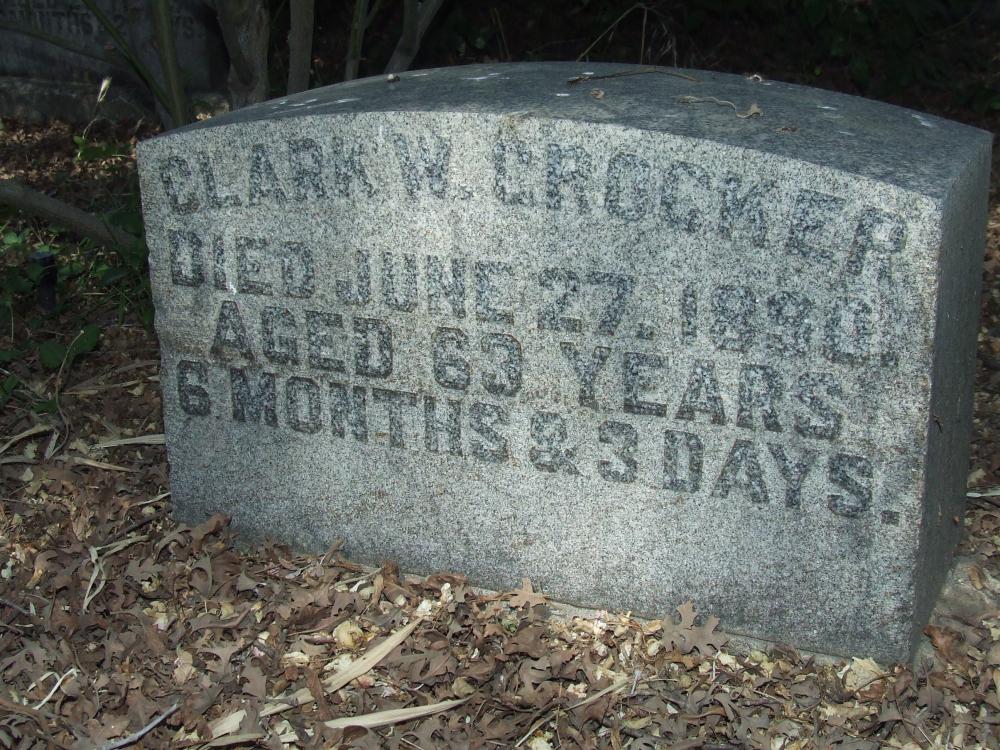 CLARK W. CROCKER
DIED JUNE 27. 1890.
AGED 63 YEARS
6 MONTHS & 3 DAYS.